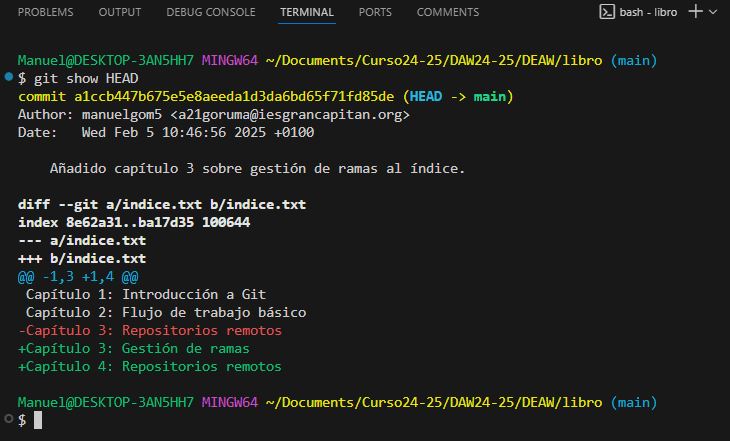 PROBLEMS OUTPUT DEBUG CONSOLE TERMINAL PORTS COMMENTS bash - libro
Manuel@DESKTOP-3AN5HH7 MINGW64 ~/Documents/Curso24-25/DAW24-25/DEAW/libro (main)
$ git show HEAD
commit a1ccb447b675e5e8aeeda1d3da6bd65f71fd85de (HEAD -> main)
Author: manuelgom5 <a21goruma@iesgrancapitan.org>
Date:   Wed Feb 5 10:46:56 2025 +0100
    Añadido capítulo 3 sobre gestión de ramas al índice.
diff --git a/indice.txt b/indice.txt
index 8e62a31..ba17d35 100644
--- a/indice.txt
+++ b/indice.txt
@@ -1,3 +1,4 @@
 Capítulo 1: Introducción a Git
 Capítulo 2: Flujo de trabajo básico
-Capítulo 3: Repositorios remotos
+Capítulo 3: Gestión de ramas
+Capítulo 4: Repositorios remotos
Manuel@DESKTOP-3AN5HH7 MINGW64 ~/Documents/Curso24-25/DAW24-25/DEAW/libro (main)
$